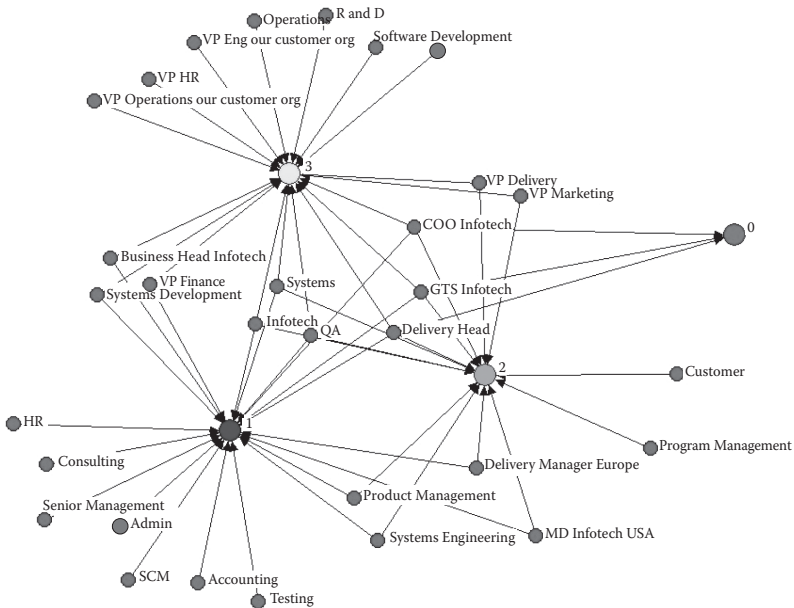 Operations
R and D
VP Eng our customer org
Software Development
VP HR
VP Operations our customer org
3
VP Delivery
VP Marketing
COO Infotech
0
Business Head Infotech
VP Finance
Systems
GTS Infotech
Systems Development
Infotech
QA
Delivery Head
2
Customer
HR
1
Program Management
Consulting
Delivery Manager Europe
Product Management
Senior Management
Admin
Systems Engineering
MD Infotech USA
SCM
Accounting
Testing